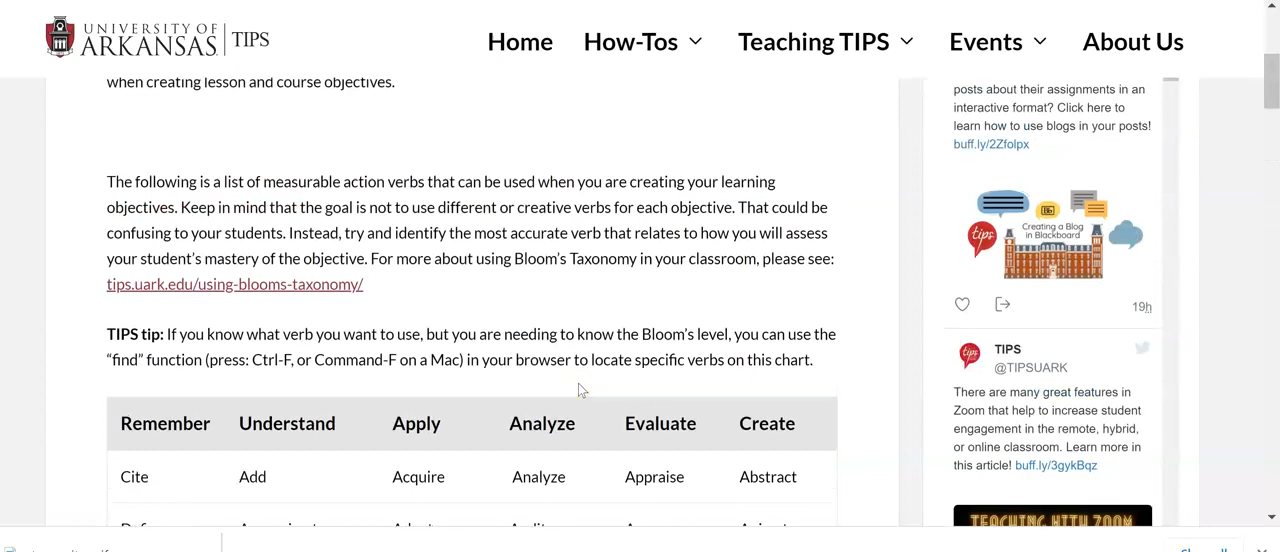 UNIVERSITY OF
ARKANSAS
TIPS
Home How-Tos Teaching TIPS Events About Us
when creating lesson and course objectives.
The following is a list of measurable action verbs that can be used when you are creating your learning
objectives. Keep in mind that the goal is not to use different or creative verbs for each objective. That could be
confusing to your students. Instead, try and identify the most accurate verb that relates to how you will assess
your student’s mastery of the objective. For more about using Bloom’s Taxonomy in your classroom, please see:
tips.uark.edu/using-blooms-taxonomy/
TIPS tip: If you know what verb you want to use, but you are needing to know the Bloom’s level, you can use the
“find” function (press: Ctrl-F, or Command-F on a Mac) in your browser to locate specific verbs on this chart.
Remember Understand Apply Analyze Evaluate Create
Cite Add Acquire Analyze Appraise Abstract
posts about their assignments in an
interactive format? Click here to
learn how to use blogs in your posts!
buff.ly/2Zfolpx
Bb
tips
Creating a Blog
in Blackboard
19h
tips
TIPS
@TIPSUARK
There are many great features in
Zoom that help to increase student
engagement in the remote, hybrid,
or online classroom. Learn more in
this article! buff.ly/3gykBqz
TEACHING WITH ZOOM